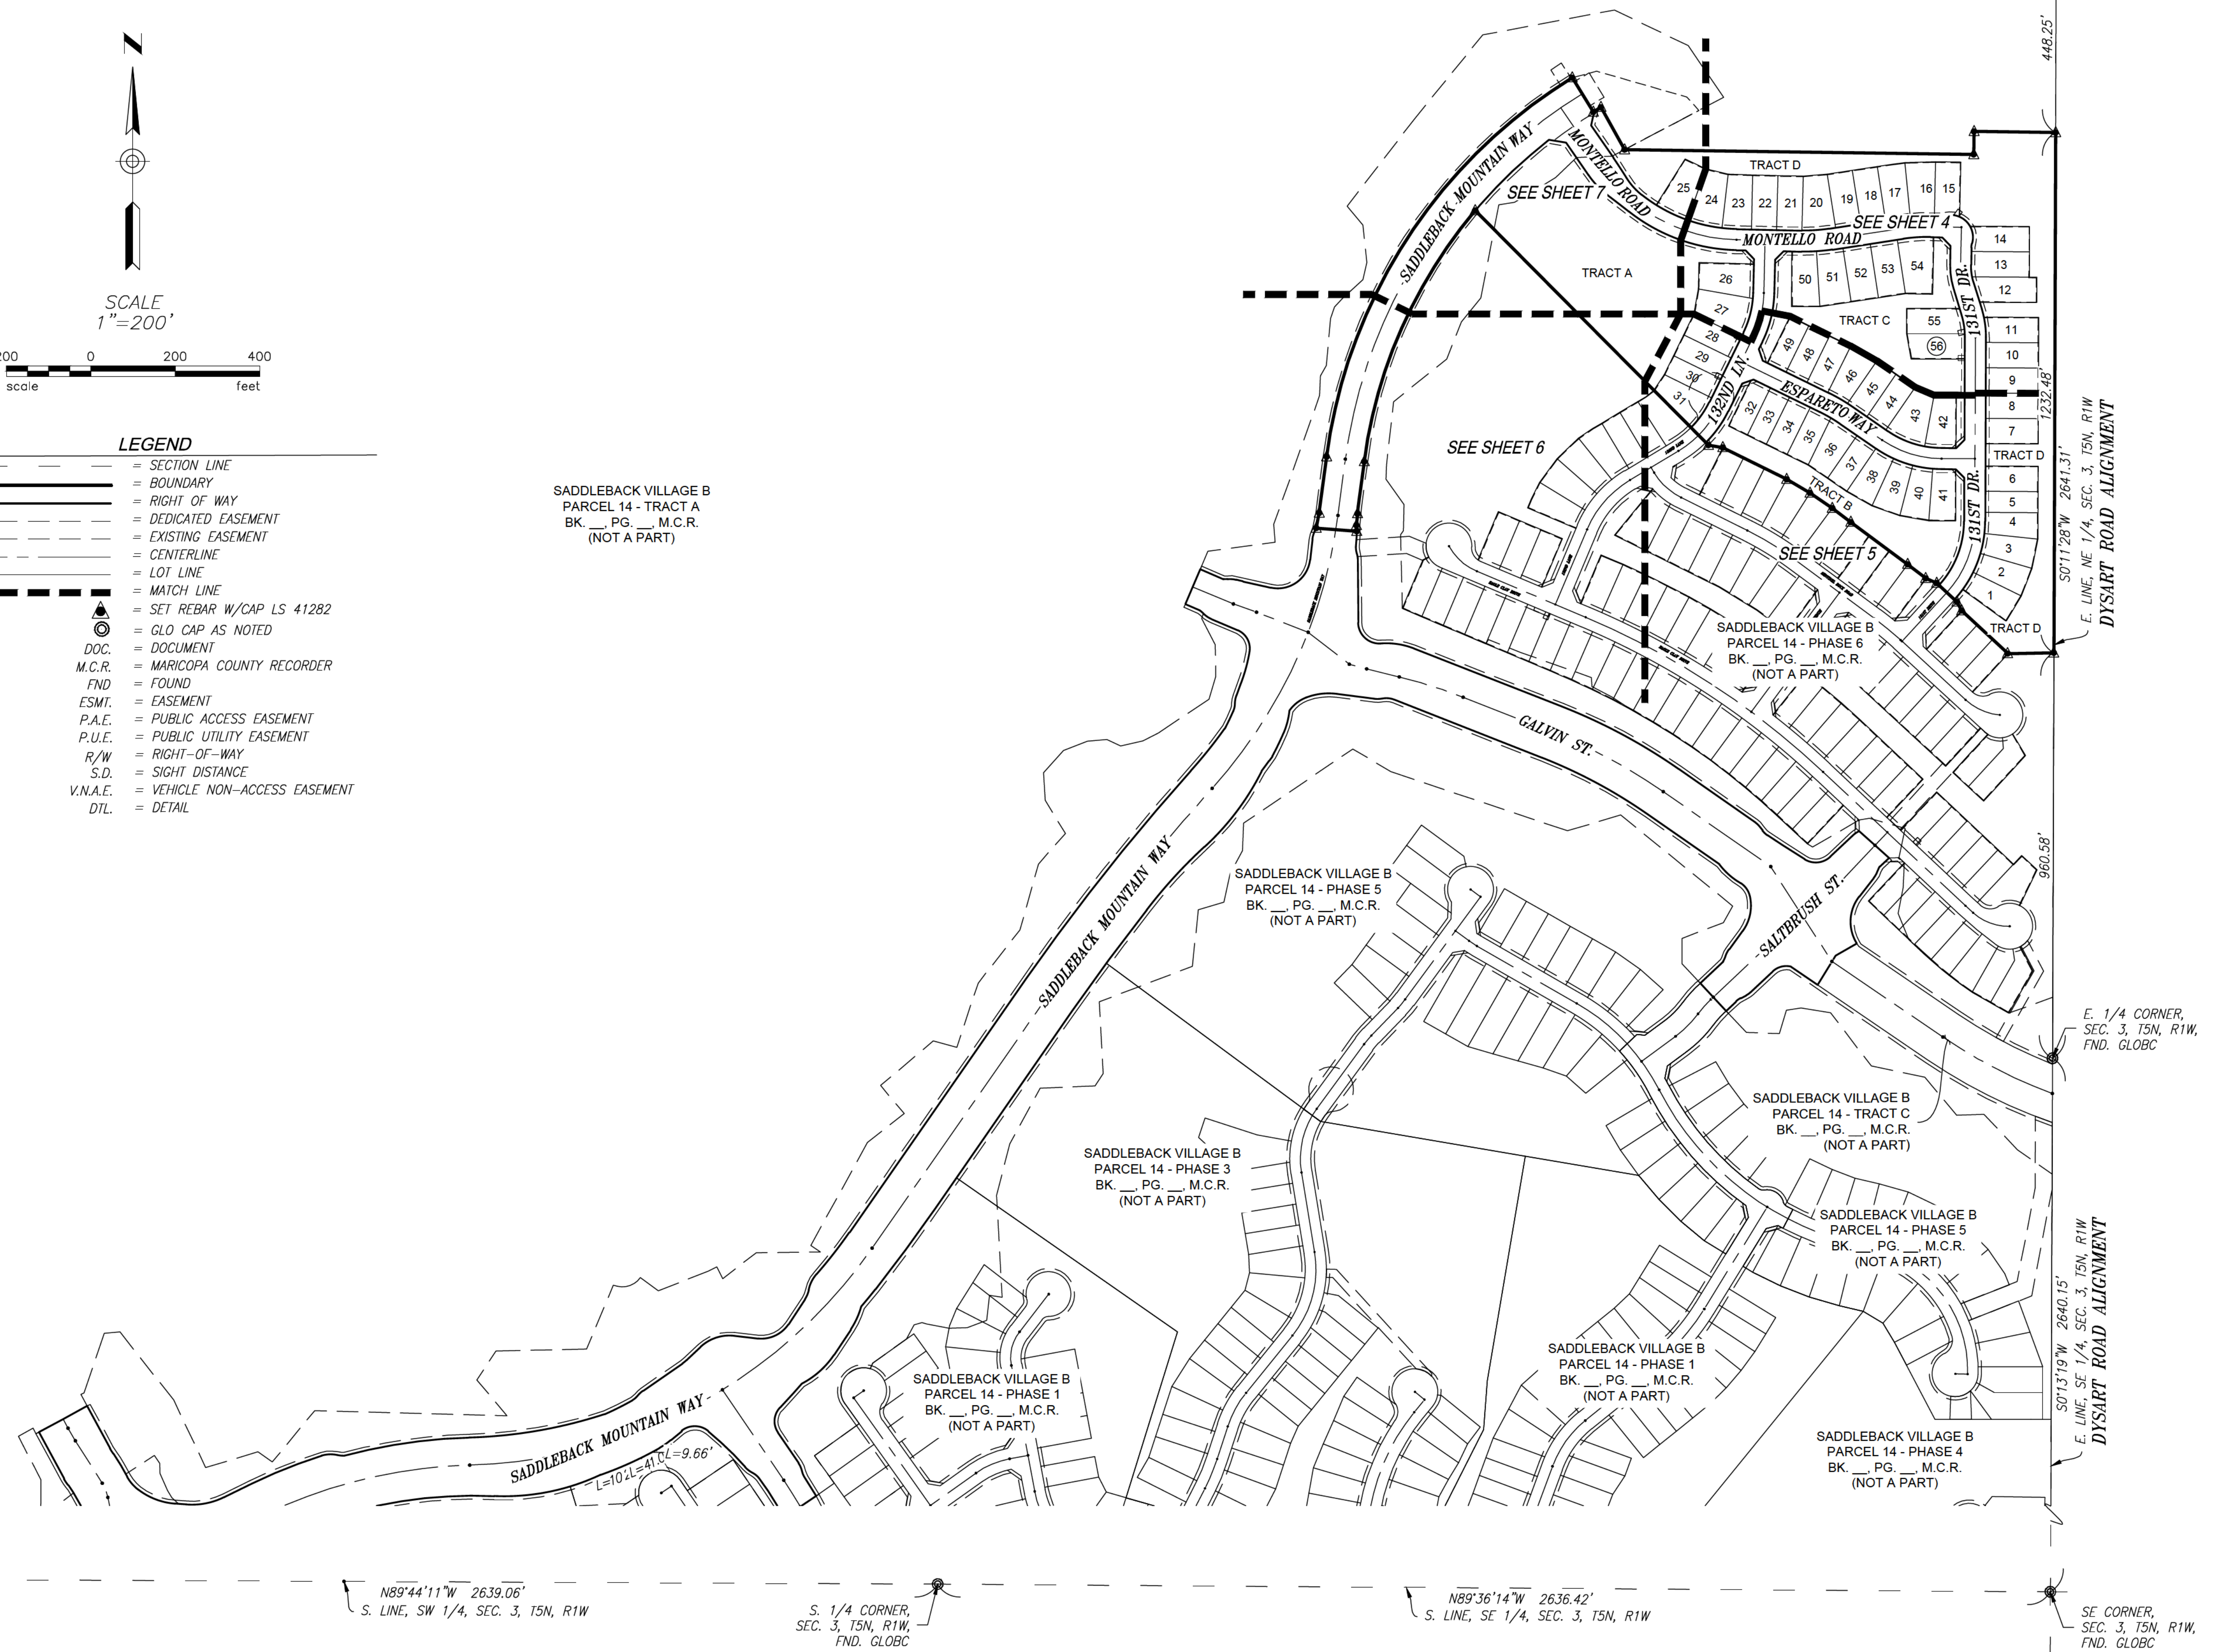 N
SCALE
1"=200'
200 0 200 400
scale feet
LEGEND
= SECTION LINE
= BOUNDARY
= RIGHT OF WAY
= DEDICATED EASEMENT
= EXISTING EASEMENT
= CENTERLINE
= LOT LINE
= MATCH LINE
= SET REBAR W/CAP LS 41282
= GLO CAP AS NOTED
DOC. = DOCUMENT
M.C.R. = MARICOPA COUNTY RECORDER
FND = FOUND
ESMT. = EASEMENT
P.A.E. = PUBLIC ACCESS EASEMENT
P.U.E. = PUBLIC UTILITY EASEMENT
R/W = RIGHT-OF-WAY
S.D. = SIGHT DISTANCE
V.N.A.E. = VEHICLE NON-ACCESS EASEMENT
DTL. = DETAIL
SADDLEBACK VILLAGE B
PARCEL 14 - TRACT A
BK. __, PG. __, M.C.R.
(NOT A PART)
SADDLEBACK MOUNTAIN WAY
MONTELLO ROAD
SEE SHEET 7
TRACT A
TRACT D
25 24 23 22 21 20 19 18 17 16 15
SEE SHEET 4
MONTELLO ROAD
14
13
12
11
10
9
8
7
TRACT D
6
5
4
3
2
1
TRACT D
131ST DR.
131ST DR.
50 51 52 53 54
TRACT C
55
56
26
27
28
29
30
31
132ND LN.
49 48 47 46 45 44 43 42
ESPARETO WAY
32 33 34 35 36 37 38 39 40 41
TRACT B
SEE SHEET 6
SEE SHEET 5
SADDLEBACK VILLAGE B
PARCEL 14 - PHASE 6
BK. __, PG. __, M.C.R.
(NOT A PART)
448.25'
1232.48'
S0°11'28"W 2641.31'
E. LINE, NE 1/4, SEC. 3, T5N, R1W
DYSART ROAD ALIGNMENT
960.58'
GALVIN ST.
SALTBRUSH ST.
SADDLEBACK MOUNTAIN WAY
SADDLEBACK VILLAGE B
PARCEL 14 - PHASE 5
BK. __, PG. __, M.C.R.
(NOT A PART)
E. 1/4 CORNER,
SEC. 3, T5N, R1W,
FND. GLOBC
SADDLEBACK VILLAGE B
PARCEL 14 - TRACT C
BK. __, PG. __, M.C.R.
(NOT A PART)
SADDLEBACK VILLAGE B
PARCEL 14 - PHASE 3
BK. __, PG. __, M.C.R.
(NOT A PART)
SADDLEBACK VILLAGE B
PARCEL 14 - PHASE 5
BK. __, PG. __, M.C.R.
(NOT A PART)
S0°13'19"W 2640.15'
E. LINE, SE 1/4, SEC. 3, T5N, R1W
DYSART ROAD ALIGNMENT
SADDLEBACK VILLAGE B
PARCEL 14 - PHASE 1
BK. __, PG. __, M.C.R.
(NOT A PART)
SADDLEBACK VILLAGE B
PARCEL 14 - PHASE 1
BK. __, PG. __, M.C.R.
(NOT A PART)
SADDLEBACK VILLAGE B
PARCEL 14 - PHASE 4
BK. __, PG. __, M.C.R.
(NOT A PART)
SADDLEBACK MOUNTAIN WAY
L=9.66'
N89°44'11"W 2639.06'
S. LINE, SW 1/4, SEC. 3, T5N, R1W
S. 1/4 CORNER,
SEC. 3, T5N, R1W,
FND. GLOBC
N89°36'14"W 2636.42'
S. LINE, SE 1/4, SEC. 3, T5N, R1W
SE CORNER,
SEC. 3, T5N, R1W,
FND. GLOBC